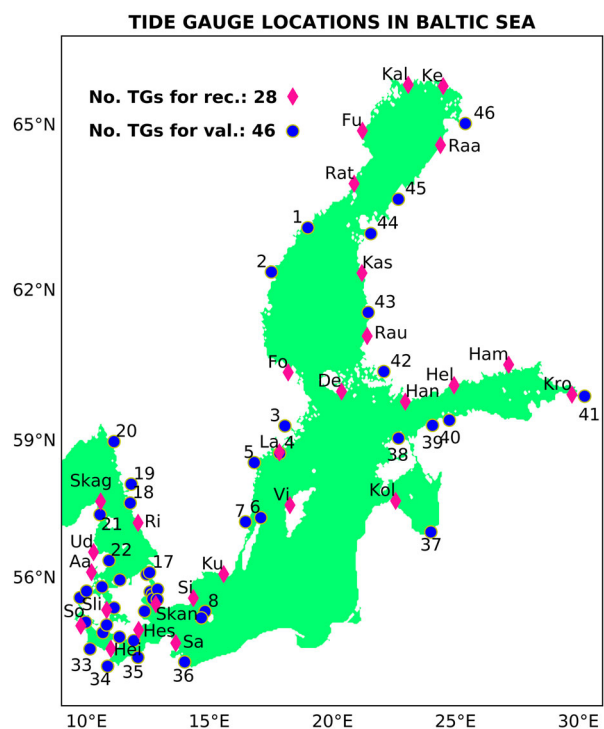 TIDE GAUGE LOCATIONS IN BALTIC SEA
No. TGs for rec.: 28
No. TGs for val.: 46
65°N
62°N
59°N
56°N
10°E 15°E 20°E 25°E 30°E
Kal Ke
46
Fu
Raa
Rat
45
1
44
2
Kas
43
Rau
42
Fo
Ham
Hel
De
Kro
Han
41
3
39 40
20
La 4
38
5
19
Skag
Kol
18
Vi
7 6
21
Ri
37
Ud
22
17
Aa
Ku
Si
Sli
So
8
Skan
Hes
Sa
Hei
33
35
34
36